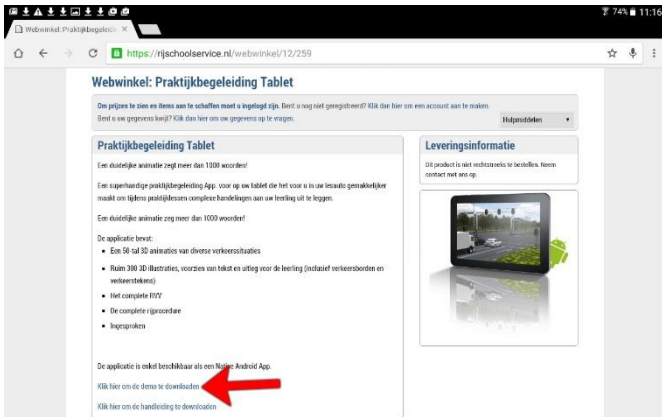 74% 11:16
Webwinkel: Praktijkbegeleidin
https://rijschoolservice.nl/webwinkel/12/259
Webwinkel: Praktijkbegeleiding Tablet
Om prijzen te zien en items aan te schaffen moet u ingelogd zijn. Bent u nog niet geregistreerd? Klik dan hier om een account aan te maken.
Bent u uw gegevens kwijt? Klik dan hier om uw gegevens op te vragen.
Hulpmiddelen
Praktijkbegeleiding Tablet
Een duidelijke animatie zegt meer dan 1000 woorden!
Een superhandige praktijkbegeleiding App. voor op uw tablet die het voor u in uw lesauto gemakkelijker
maakt om tijdens praktijklessen complexe handelingen aan uw leerling uit te leggen.
Een duidelijke animatie zeg meer dan 1000 woorden!
De applicatie bevat:
Een 50-tal 3D animaties van diverse verkeerssituaties
Ruim 300 3D illustraties, voorzien van tekst en uitleg voor de leerling (inclusief verkeersborden en
verkeerstekens)
Het complete RVV
De complete rijprocedure
Ingesproken
De applicatie is enkel beschikbaar als een Native Android App.
Klik hier om de demo te downloaden
Klik hier om de handleiding te downloaden
Leveringsinformatie
Dit product is niet rechtstreeks te bestellen. Neem
contact met ons op.